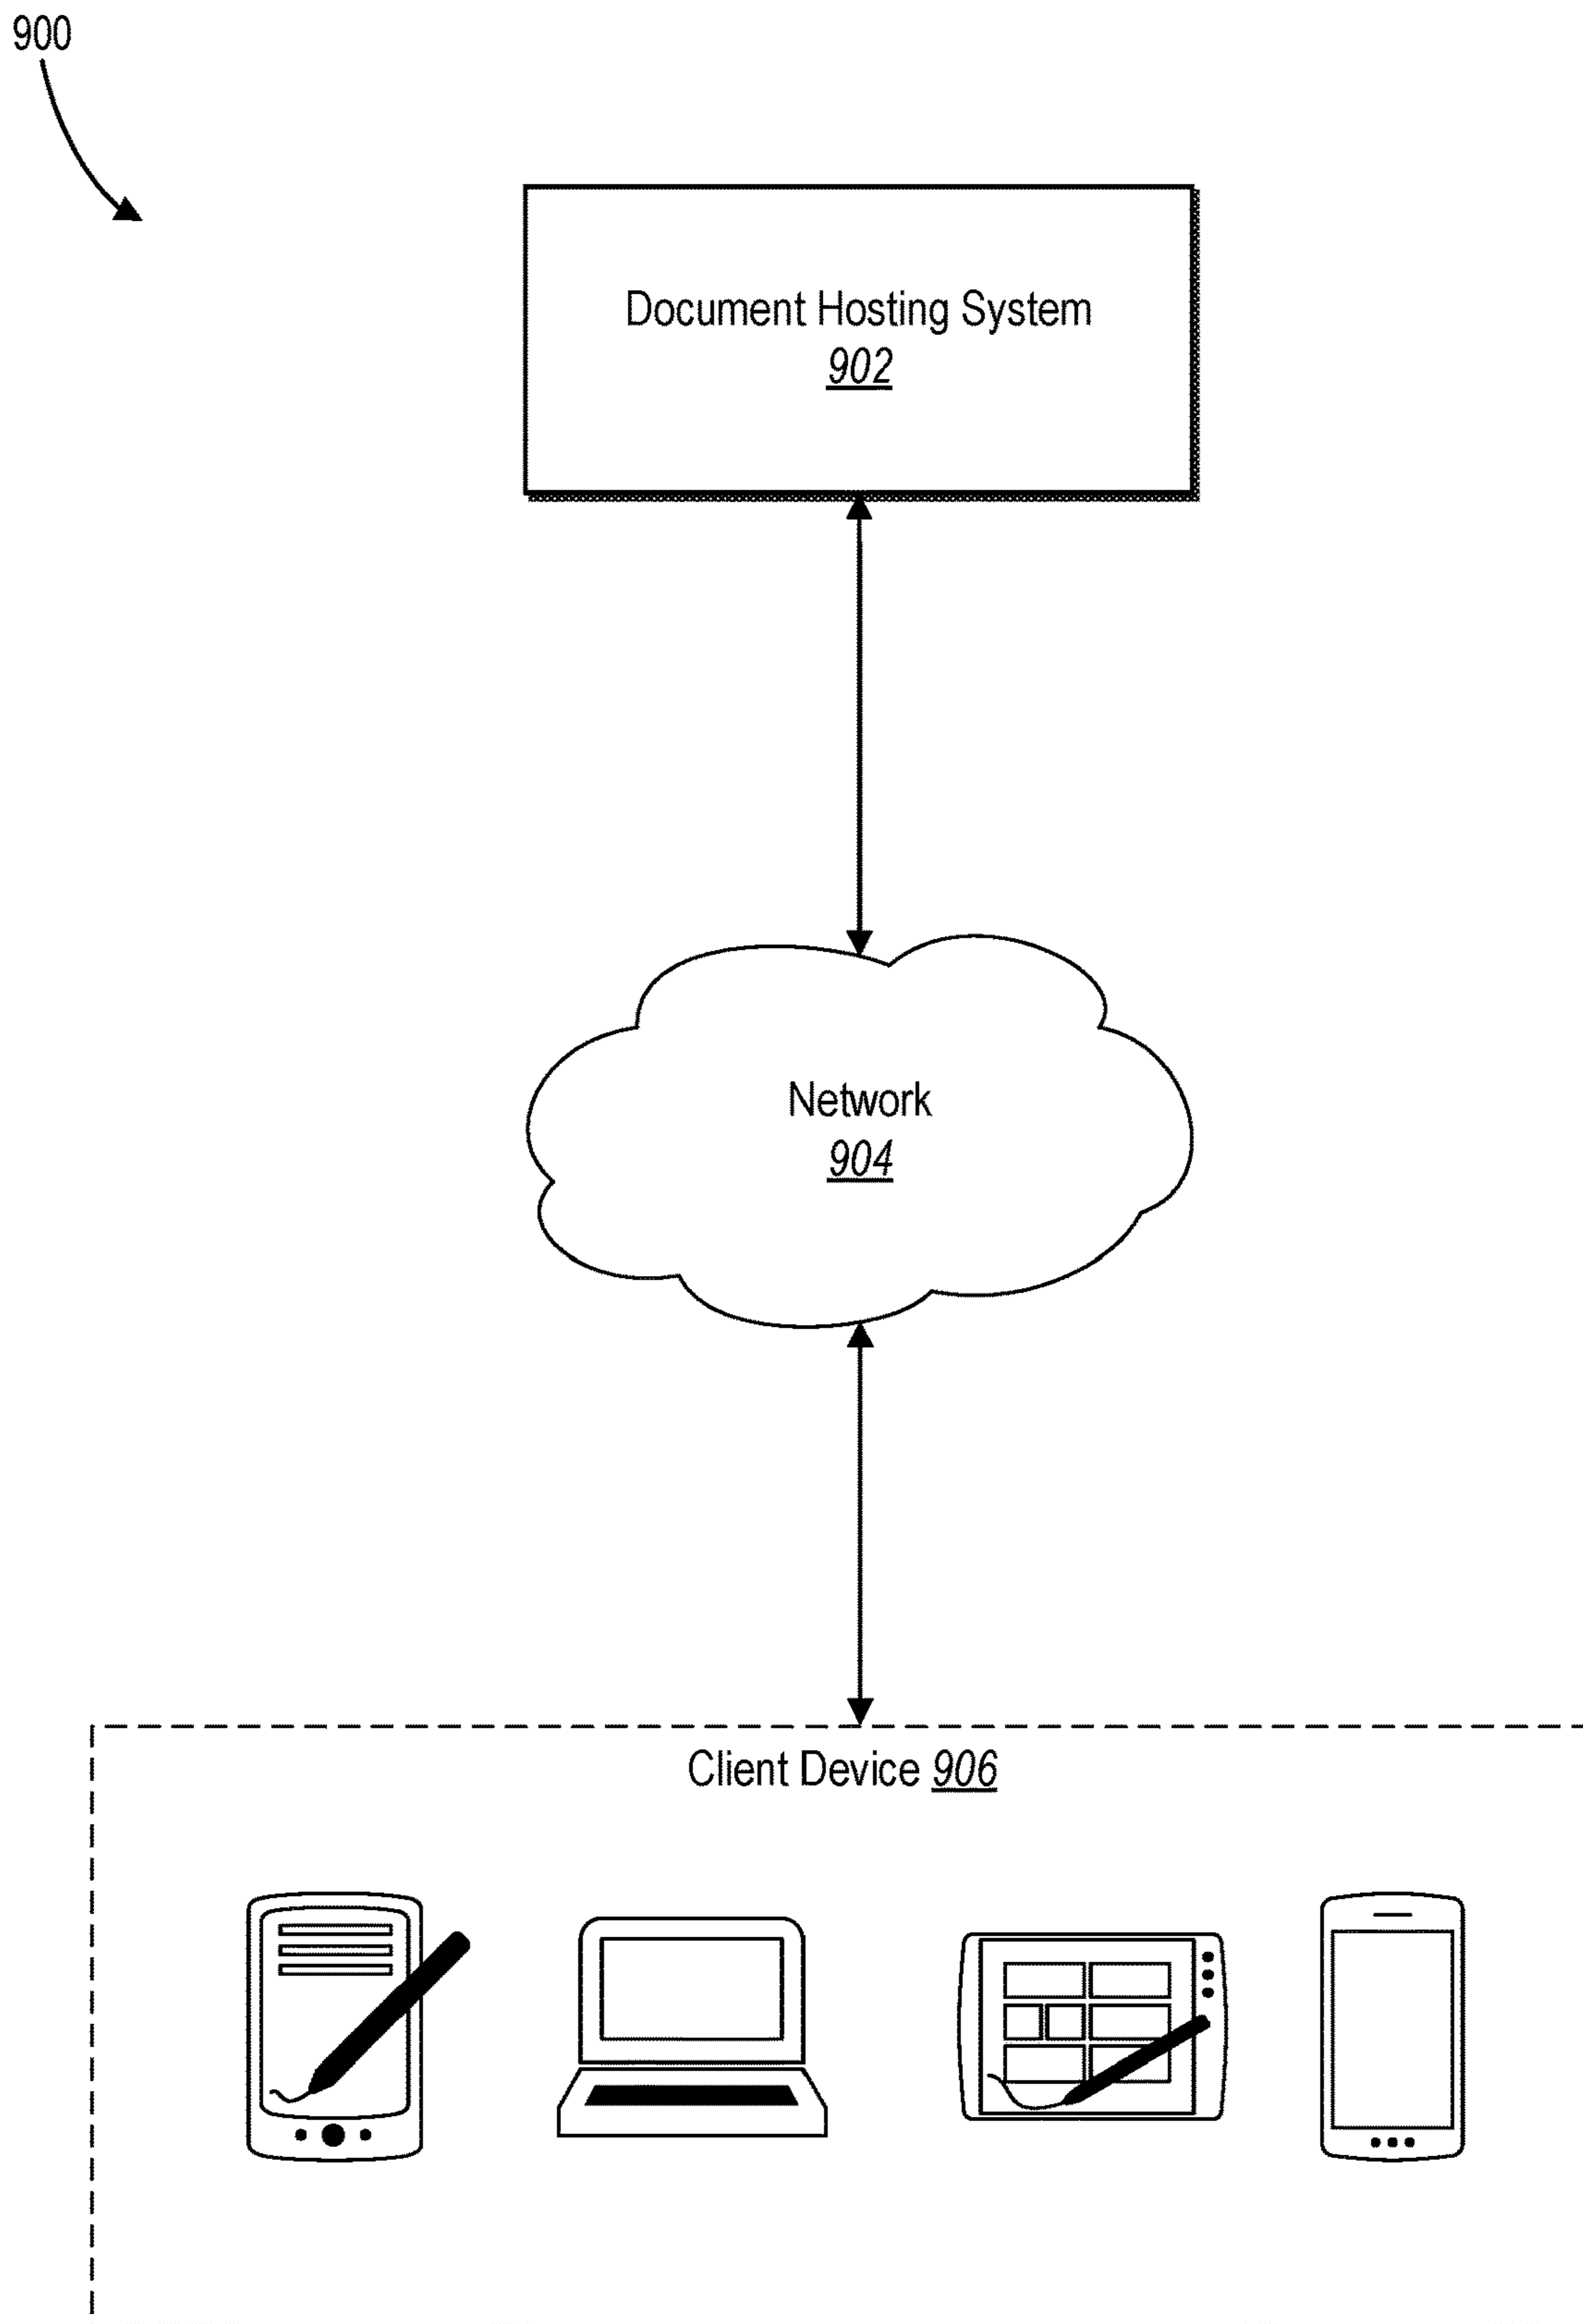 900
Document Hosting System
902
Network
904
Client Device 906